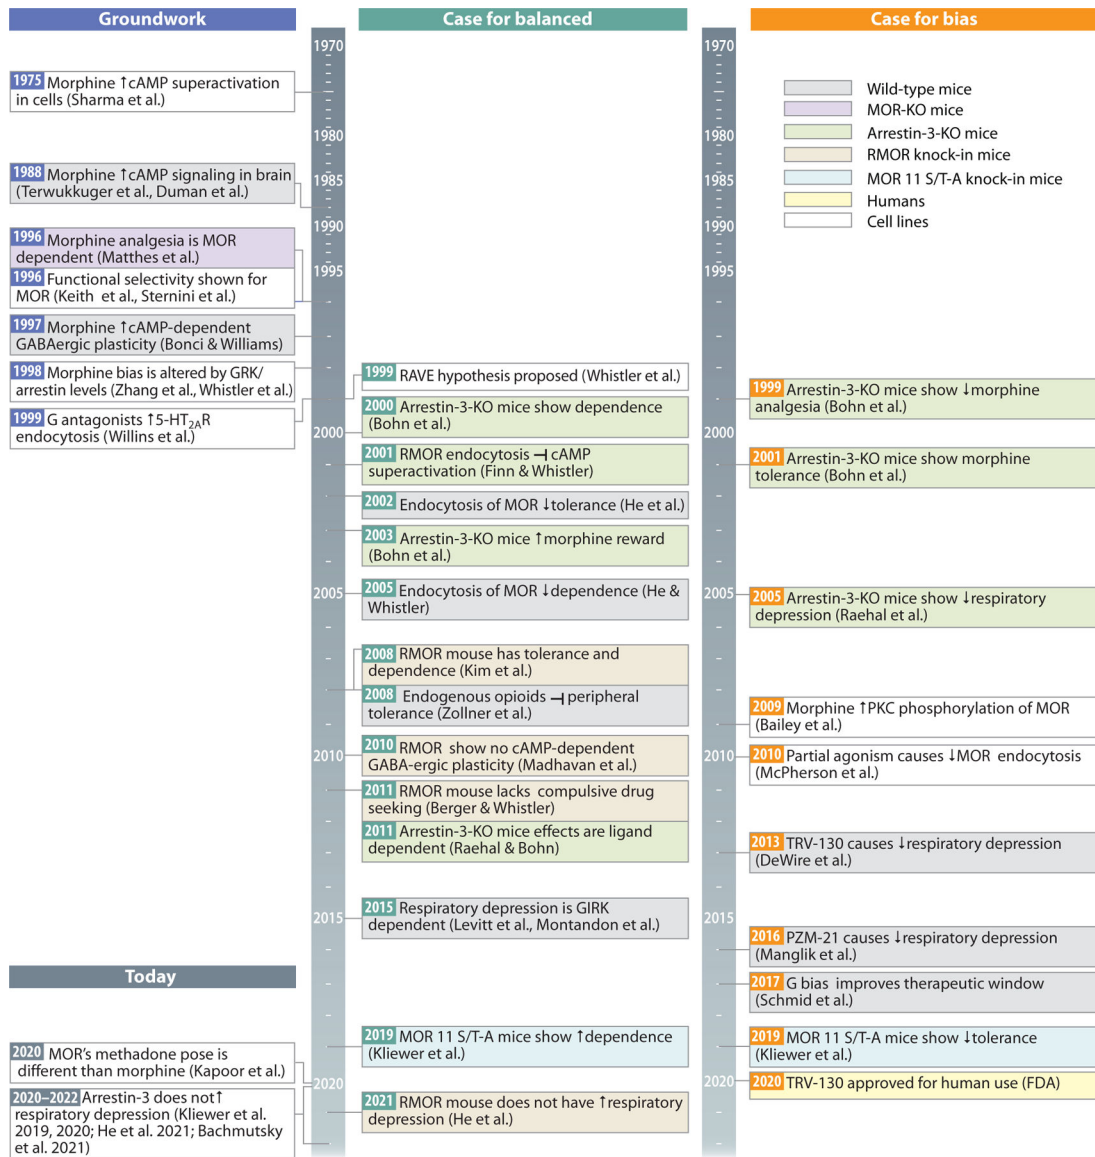 Groundwork
1975 Morphine ↑cAMP superactivation
in cells (Sharma et al.)
1988 Morphine ↑cAMP signaling in brain
(Terwukkuger et al., Duman et al.)
1996 Morphine analgesia is MOR
dependent (Matthes et al.)
1996 Functional selectivity shown for
MOR (Keith et al., Sternini et al.)
1997 Morphine ↑cAMP-dependent
GABAergic plasticity (Bonci & Williams)
1998 Morphine bias is altered by GRK/
arrestin levels (Zhang et al., Whistler et al.)
1999 G antagonists ↑5-HT2AR
endocytosis (Willins et al.)
Today
2020 MOR's methadone pose is
different than morphine (Kapoor et al.)
2020–2022 Arrestin-3 does not↑
respiratory depression (Kliewer et al.
2019, 2020; He et al. 2021; Bachmutsky
et al. 2021)
1970
1980
1985
1990
1995
2000
2005
2010
2015
2020
Case for balanced
1999 RAVE hypothesis proposed (Whistler et al.)
2000 Arrestin-3-KO mice show dependence
(Bohn et al.)
2001 RMOR endocytosis ⊣ cAMP
superactivation (Finn & Whistler)
2002 Endocytosis of MOR ↓tolerance (He et al.)
2003 Arrestin-3-KO mice ↑morphine reward
(Bohn et al.)
2005 Endocytosis of MOR ↓dependence (He &
Whistler)
2008 RMOR mouse has tolerance and
dependence (Kim et al.)
2008 Endogenous opioids ⊣ peripheral
tolerance (Zollner et al.)
2010 RMOR show no cAMP-dependent
GABA-ergic plasticity (Madhavan et al.)
2011 RMOR mouse lacks compulsive drug
seeking (Berger & Whistler)
2011 Arrestin-3-KO mice effects are ligand
dependent (Raehal & Bohn)
2015 Respiratory depression is GIRK
dependent (Levitt et al., Montandon et al.)
2019 MOR 11 S/T-A mice show ↑dependence
(Kliewer et al.)
2021 RMOR mouse does not have ↑respiratory
depression (He et al.)
1970
1980
1985
1990
1995
2000
2005
2010
2015
2020
Case for bias
Wild-type mice
MOR-KO mice
Arrestin-3-KO mice
RMOR knock-in mice
MOR 11 S/T-A knock-in mice
Humans
Cell lines
1999 Arrestin-3-KO mice show ↓morphine
analgesia (Bohn et al.)
2001 Arrestin-3-KO mice show morphine
tolerance (Bohn et al.)
2005 Arrestin-3-KO mice show ↓respiratory
depression (Raehal et al.)
2009 Morphine ↑PKC phosphorylation of MOR
(Bailey et al.)
2010 Partial agonism causes ↓MOR endocytosis
(McPherson et al.)
2013 TRV-130 causes ↓respiratory depression
(DeWire et al.)
2016 PZM-21 causes ↓respiratory depression
(Manglik et al.)
2017 G bias improves therapeutic window
(Schmid et al.)
2019 MOR 11 S/T-A mice show ↓tolerance
(Kliewer et al.)
2020 TRV-130 approved for human use (FDA)